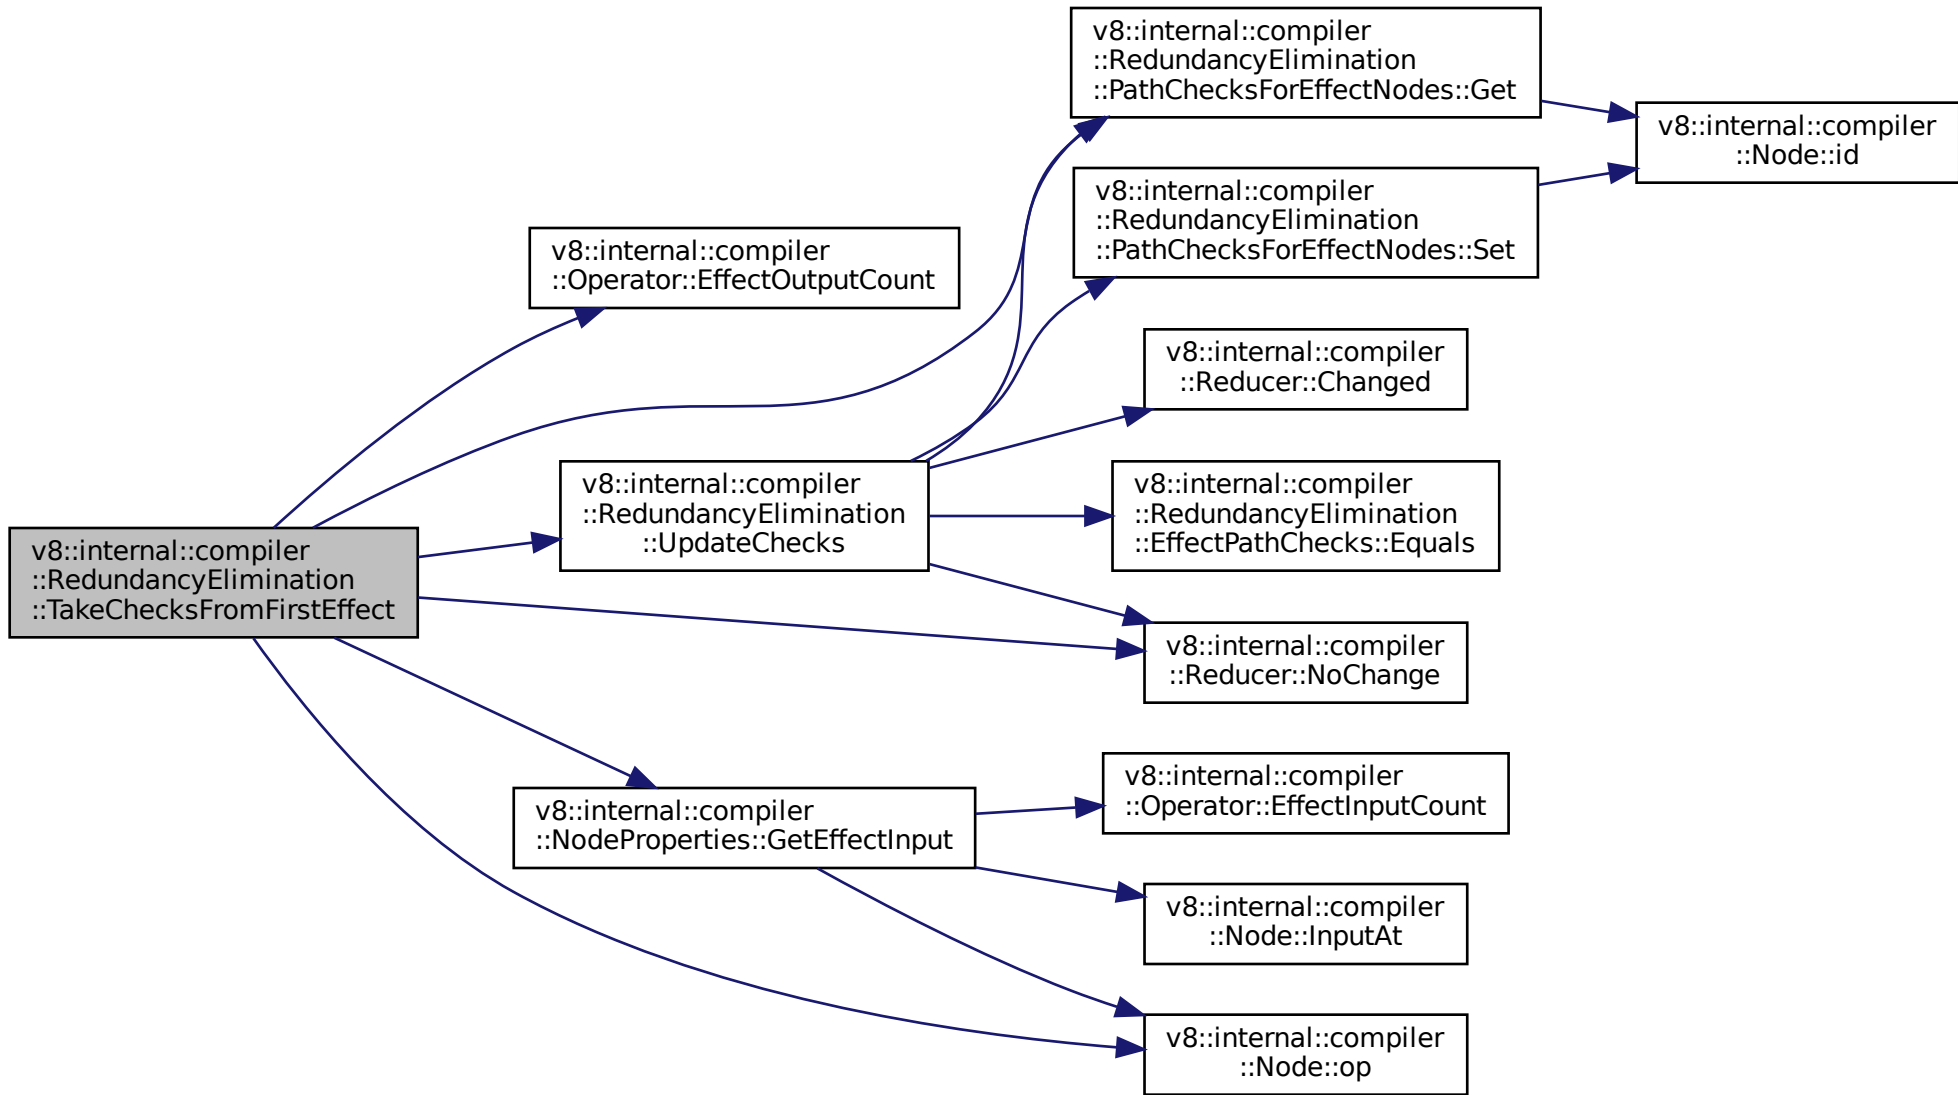 v8::internal::compiler
::RedundancyElimination
::PathChecksForEffectNodes::Get
v8::internal::compiler
::Node::id
v8::internal::compiler
::RedundancyElimination
::PathChecksForEffectNodes::Set
v8::internal::compiler
::Operator::EffectOutputCount
v8::internal::compiler
::Reducer::Changed
v8::internal::compiler
::RedundancyElimination
::UpdateChecks
v8::internal::compiler
::RedundancyElimination
::EffectPathChecks::Equals
v8::internal::compiler
::RedundancyElimination
::TakeChecksFromFirstEffect
v8::internal::compiler
::Reducer::NoChange
v8::internal::compiler
::Operator::EffectInputCount
v8::internal::compiler
::NodeProperties::GetEffectInput
v8::internal::compiler
::Node::InputAt
v8::internal::compiler
::Node::op